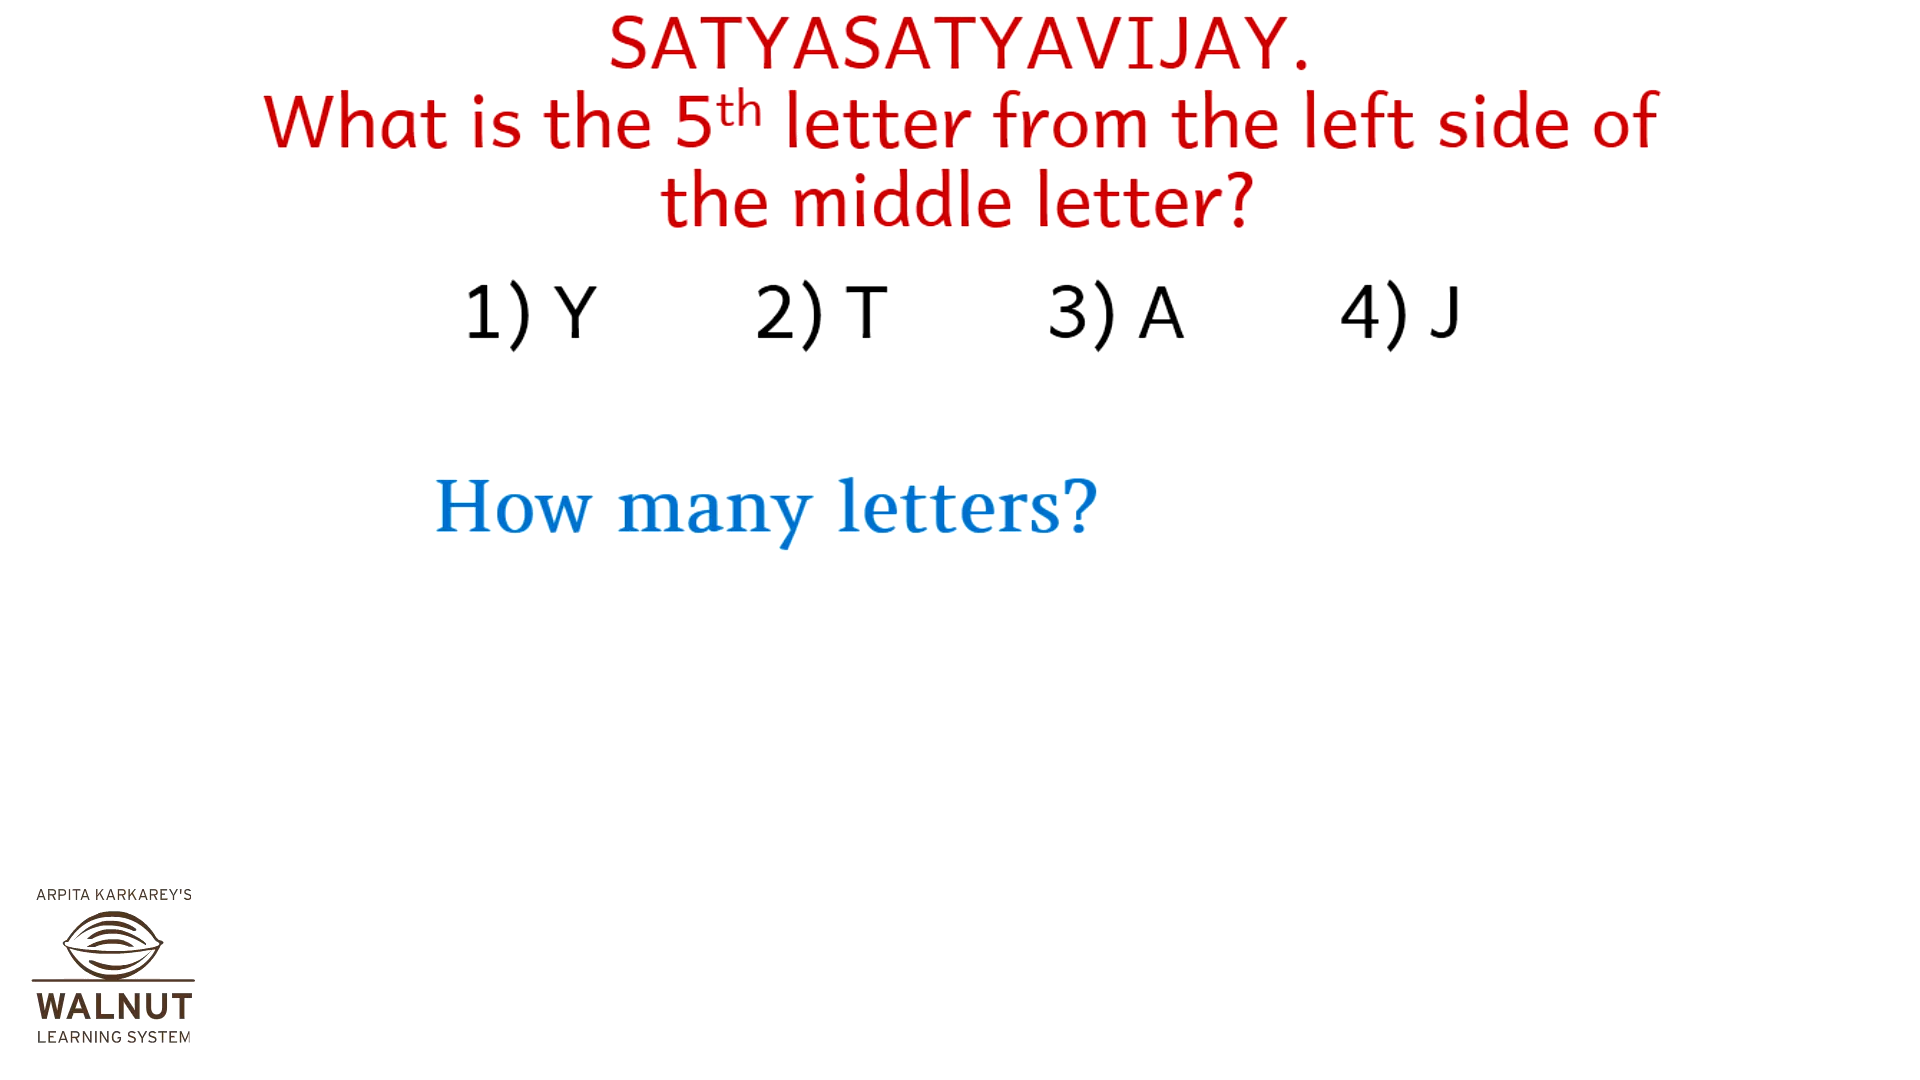 SATYASATYAVIJAY.
What is the 5th letter from the left side of
the middle letter?
1) Y 2) T 3) A 4) J
How many letters?
ARPITA KARKAREY'S
WALNUT
LEARNING SYSTEM